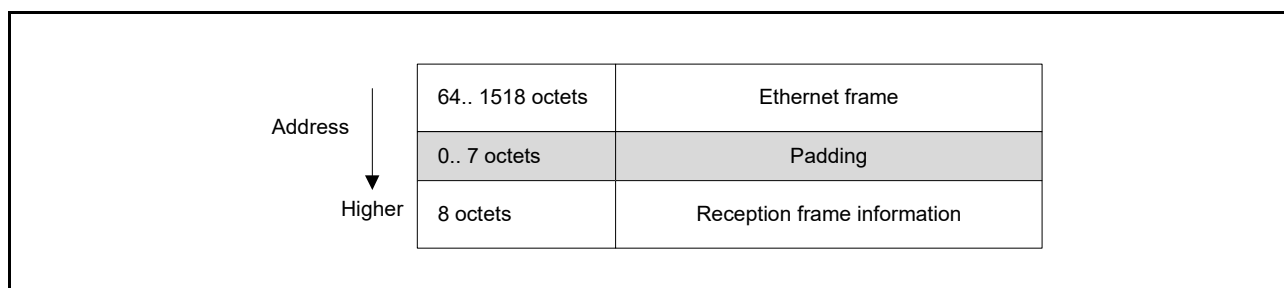 64.. 1518 octets Ethernet frame
Address
0.. 7 octets Padding
Higher
8 octets Reception frame information